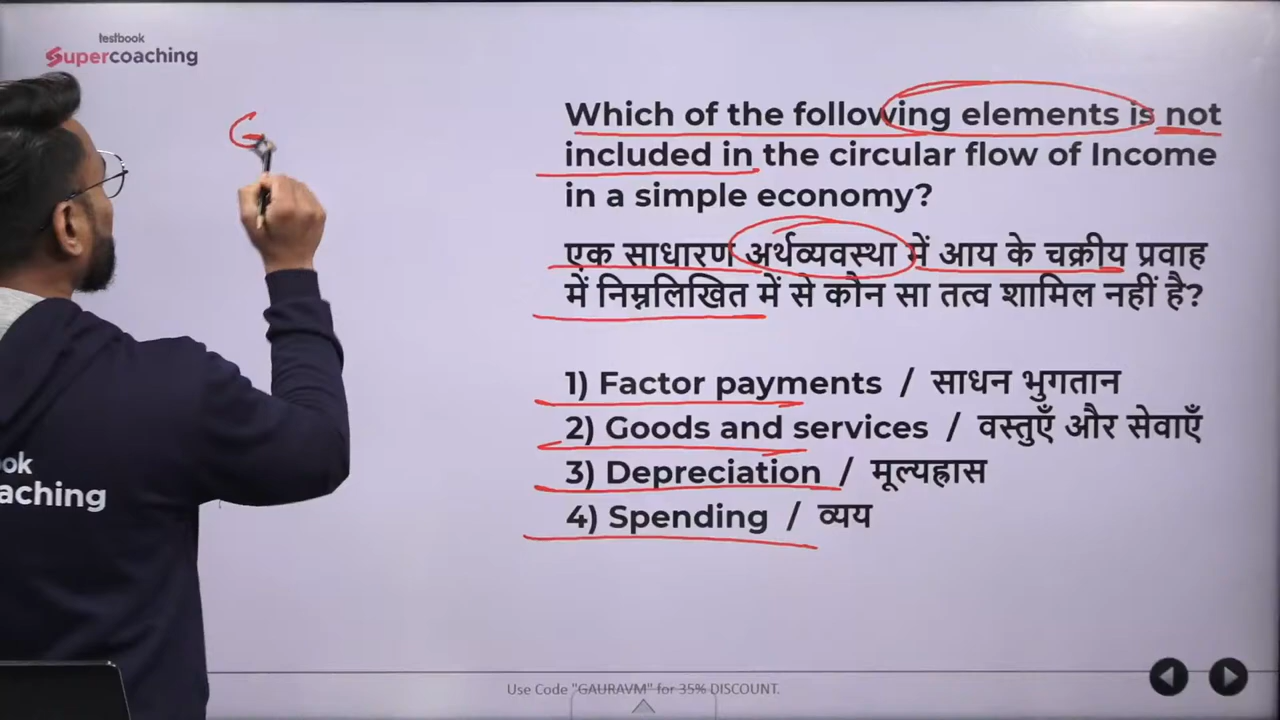 testbook
Supercoaching
G
Which of the following elements is not
included in the circular flow of Income
in a simple economy?
एक साधारण अर्थव्यवस्था में आय के चक्रीय प्रवाह
में निम्नलिखित में से कौन सा तत्व शामिल नहीं है?
1) Factor payments / साधन भुगतान
2) Goods and services / वस्तुएँ और सेवाएँ
3) Depreciation / मूल्यह्रास
4) Spending / व्यय
ook
aching
Use Code "GAURAVM" for 35% DISCOUNT.